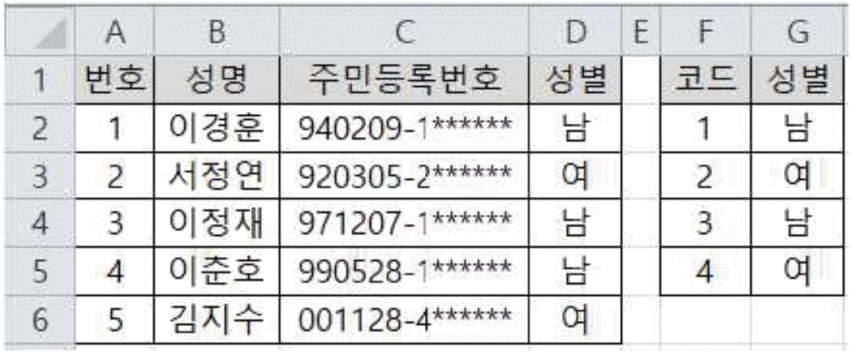 A B C D E F G
1 번호 성명 주민등록번호 성별 코드 성별
2 1 이경훈 940209-1****** 남 1 남
3 2 서정연 920305-2****** 여 2 여
4 3 이정재 971207-1****** 남 3 남
5 4 이춘호 990528-1****** 남 4 여
6 5 김지수 001128-4****** 여